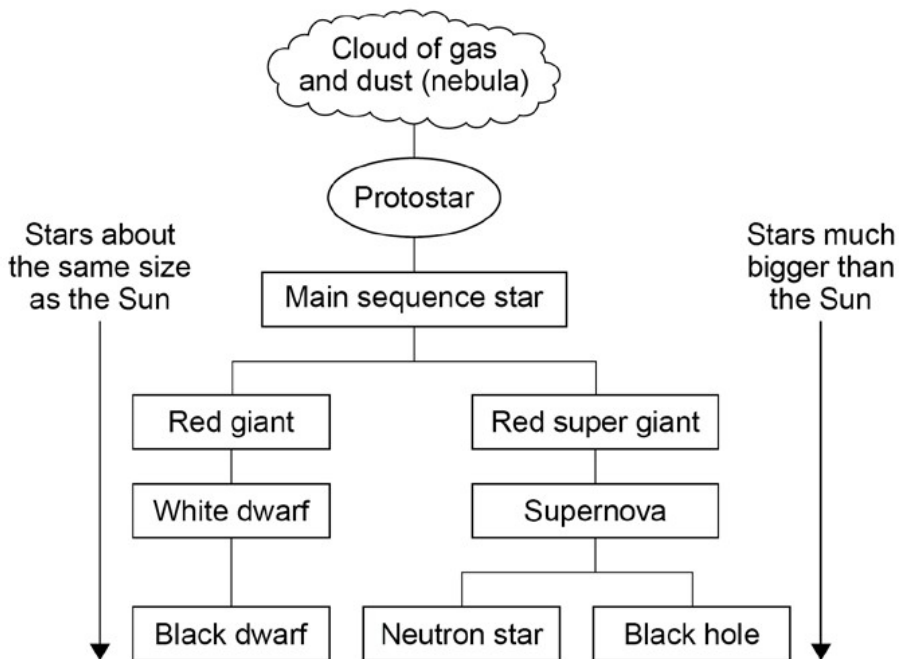 Cloud of gas
and dust (nebula)
Protostar
Stars about
the same size
as the Sun
Stars much
bigger than
the Sun
Main sequence star
Red giant
Red super giant
White dwarf
Supernova
Black dwarf
Neutron star
Black hole